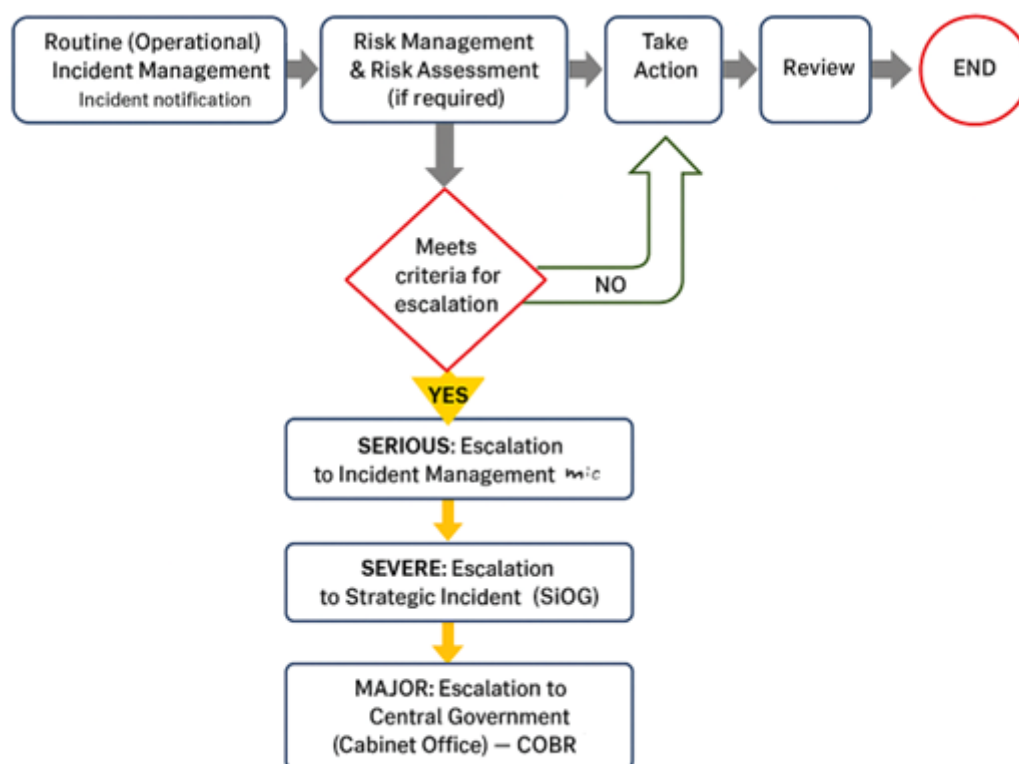 Routine (Operational)
Incident Management
Incident notification
Risk Management
& Risk Assessment
(if required)
Take
Action
Review
END
Meets
criteria for
escalation
NO
YES
SERIOUS: Escalation
to Incident Management
SEVERE: Escalation
to Strategic Incident (SiOG)
MAJOR: Escalation to
Central Government
(Cabinet Office) — COBR